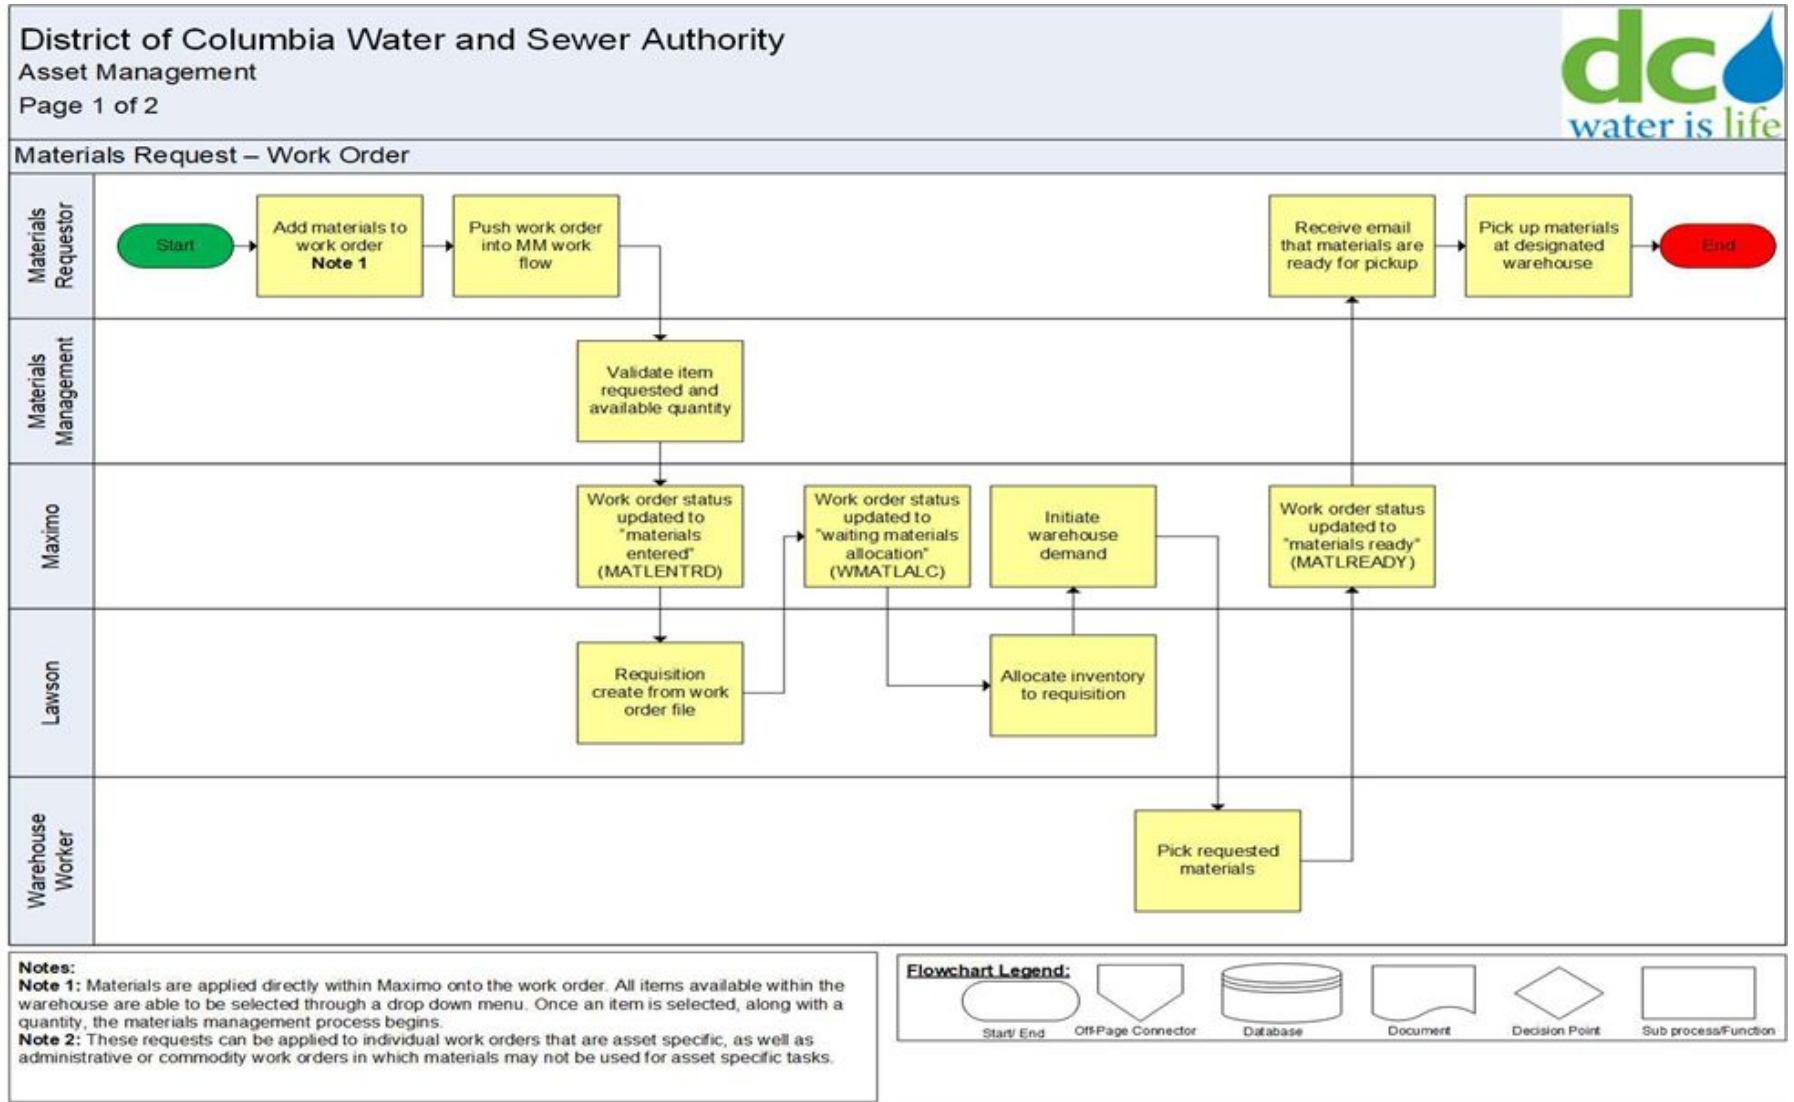 District of Columbia Water and Sewer Authority
Asset Management
Page 1 of 2
dc
water is life
Materials Request – Work Order
Materials
Requestor
Start
Add materials to
work order
Note 1
Push work order
into MM work
flow
Receive email
that materials are
ready for pickup
Pick up materials
at designated
warehouse
End
Materials
Management
Validate item
requested and
available quantity
Maximo
Work order status
updated to
"materials
entered"
(MATLENTRD)
Work order status
updated to
"waiting materials
allocation"
(WMATLALC)
Initiate
warehouse
demand
Work order status
updated to
"materials ready"
(MATLREADY)
Lawson
Requisition
create from work
order file
Allocate inventory
to requisition
Warehouse
Worker
Pick requested
materials
Notes:
Note 1: Materials are applied directly within Maximo onto the work order. All items available within the
warehouse are able to be selected through a drop down menu. Once an item is selected, along with a
quantity, the materials management process begins.
Note 2: These requests can be applied to individual work orders that are asset specific, as well as
administrative or commodity work orders in which materials may not be used for asset specific tasks.
Flowchart Legend:
Start/ End
Off-Page Connector
Database
Document
Decision Point
Sub process/Function